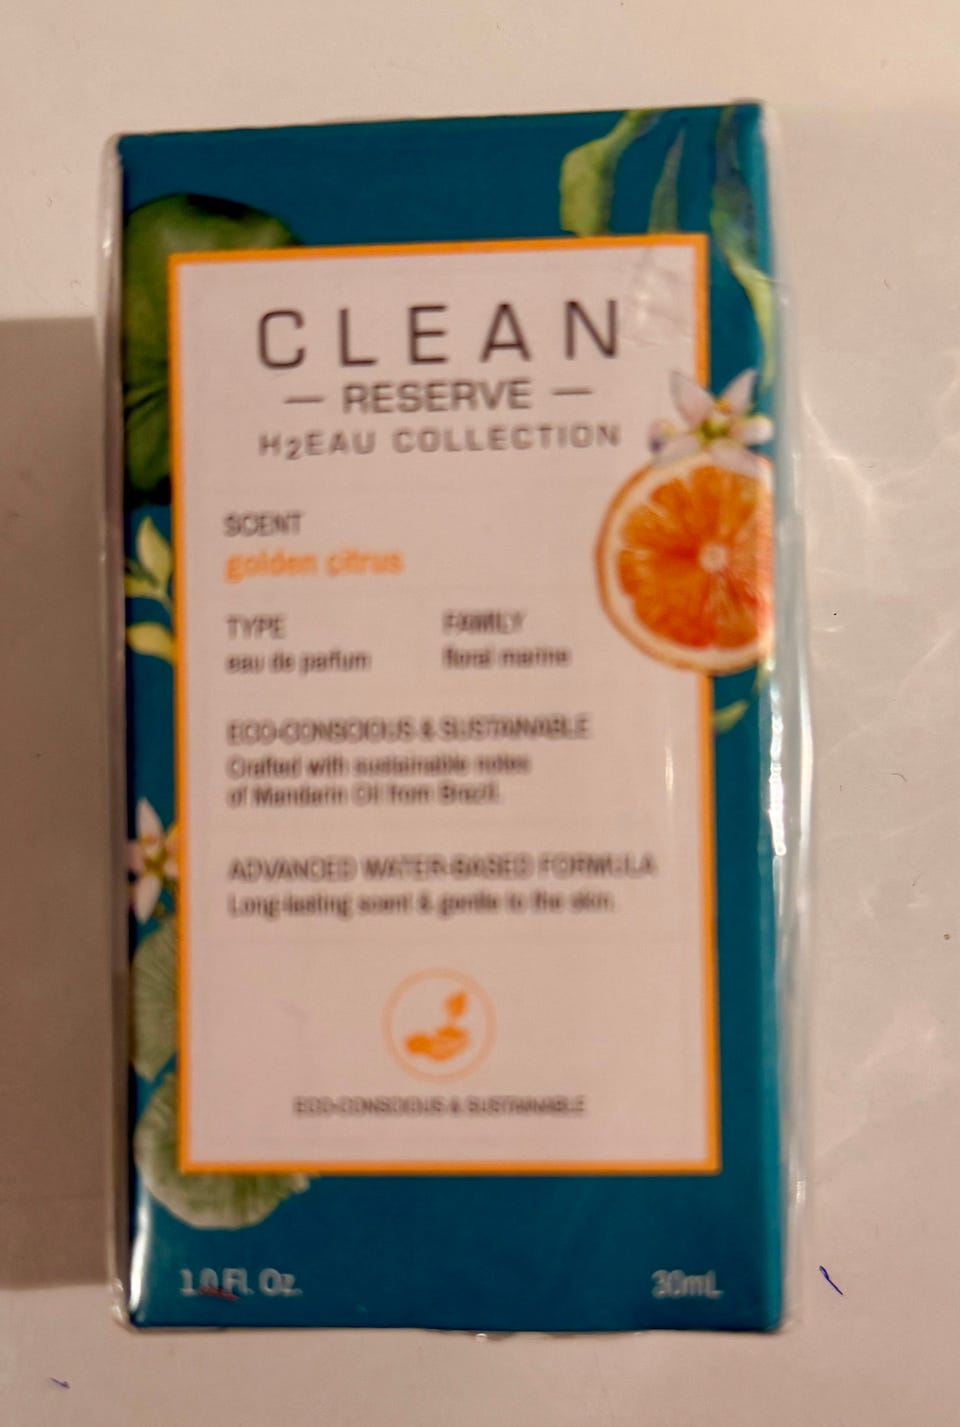 CLEAN
— RESERVE —
H2EAU COLLECTION
SCENT
golden citrus
TYPE FAMILY
eau de parfum floral marine
ECO-CONSCIOUS & SUSTAINABLE
Crafted with sustainable notes
of Mandarin Oil from Brazil.
ADVANCED WATER-BASED FORMULA
Long-lasting scent & gentle to the skin.
ECO-CONSCIOUS & SUSTAINABLE
1.0 Fl. Oz. 30mL